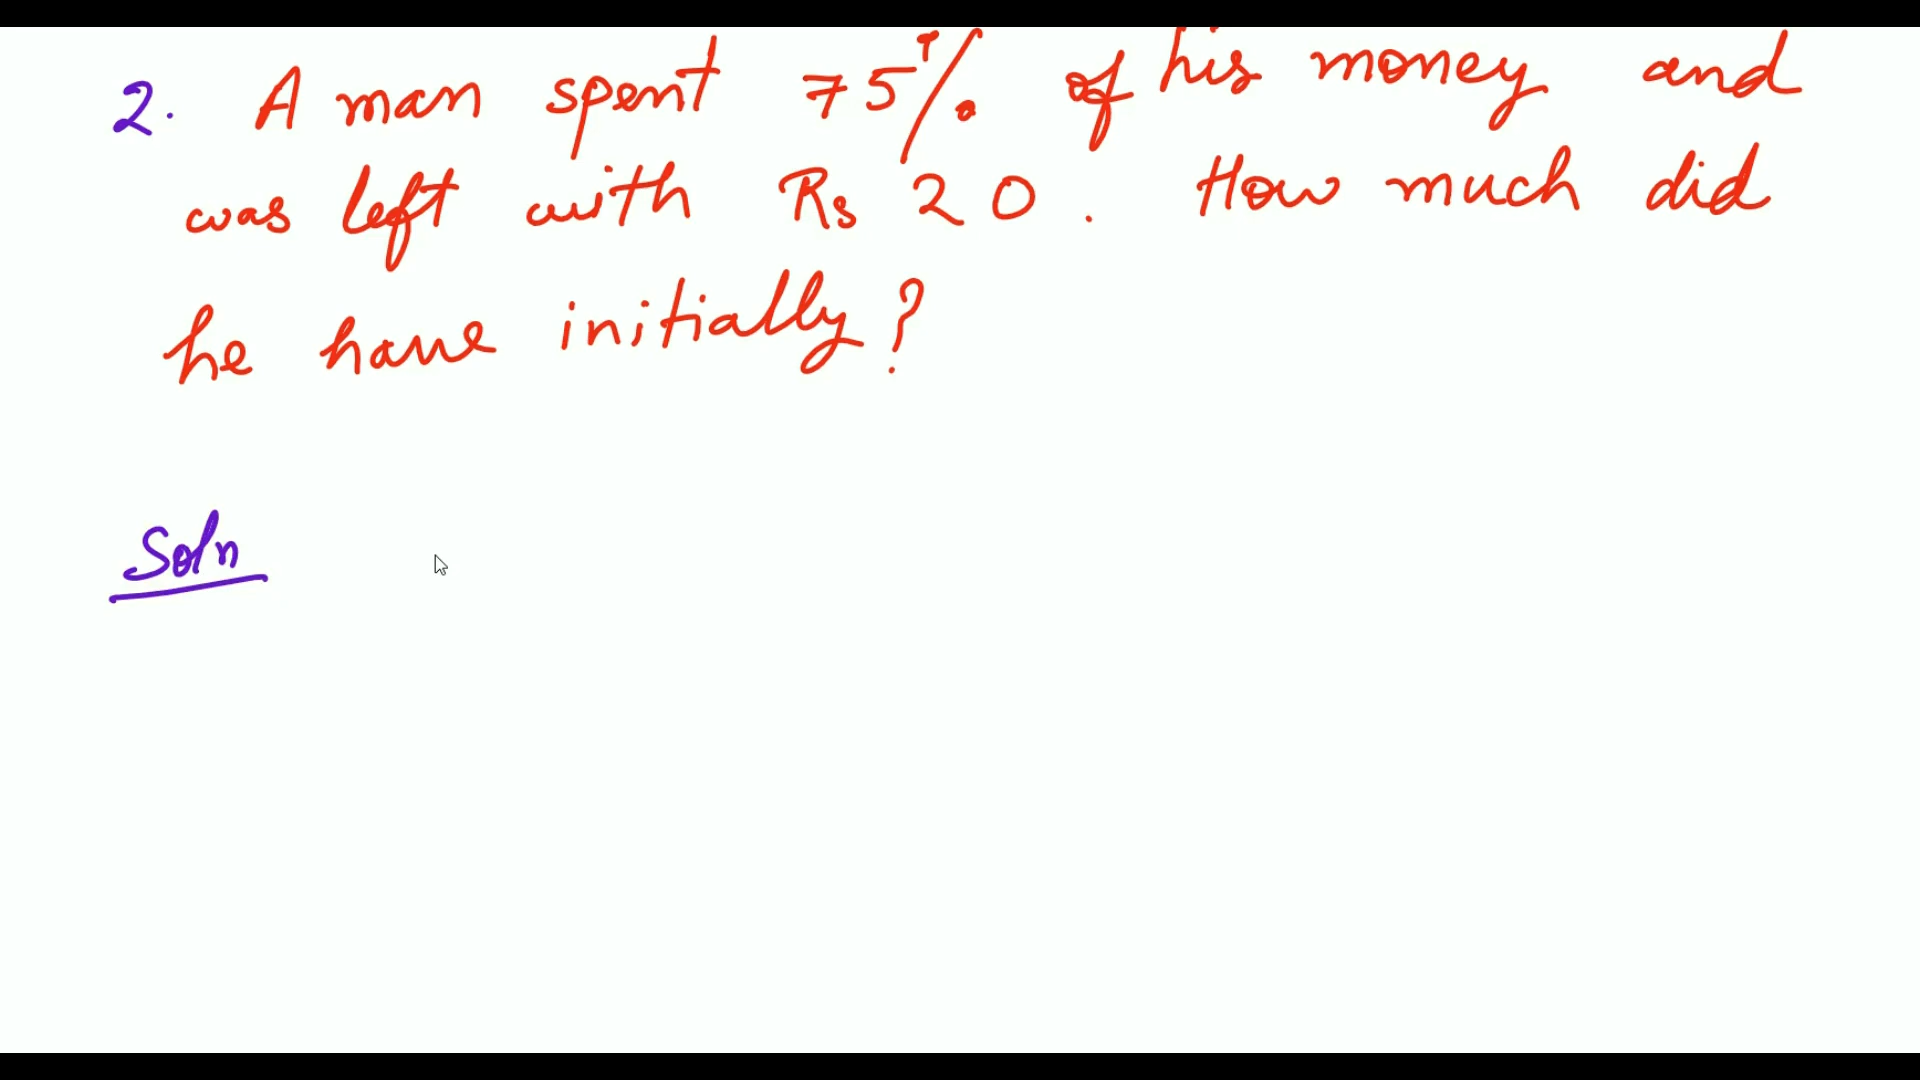 2. A man spent 75% of his money and
was left with Rs 20. How much did
he have initially?
Soln